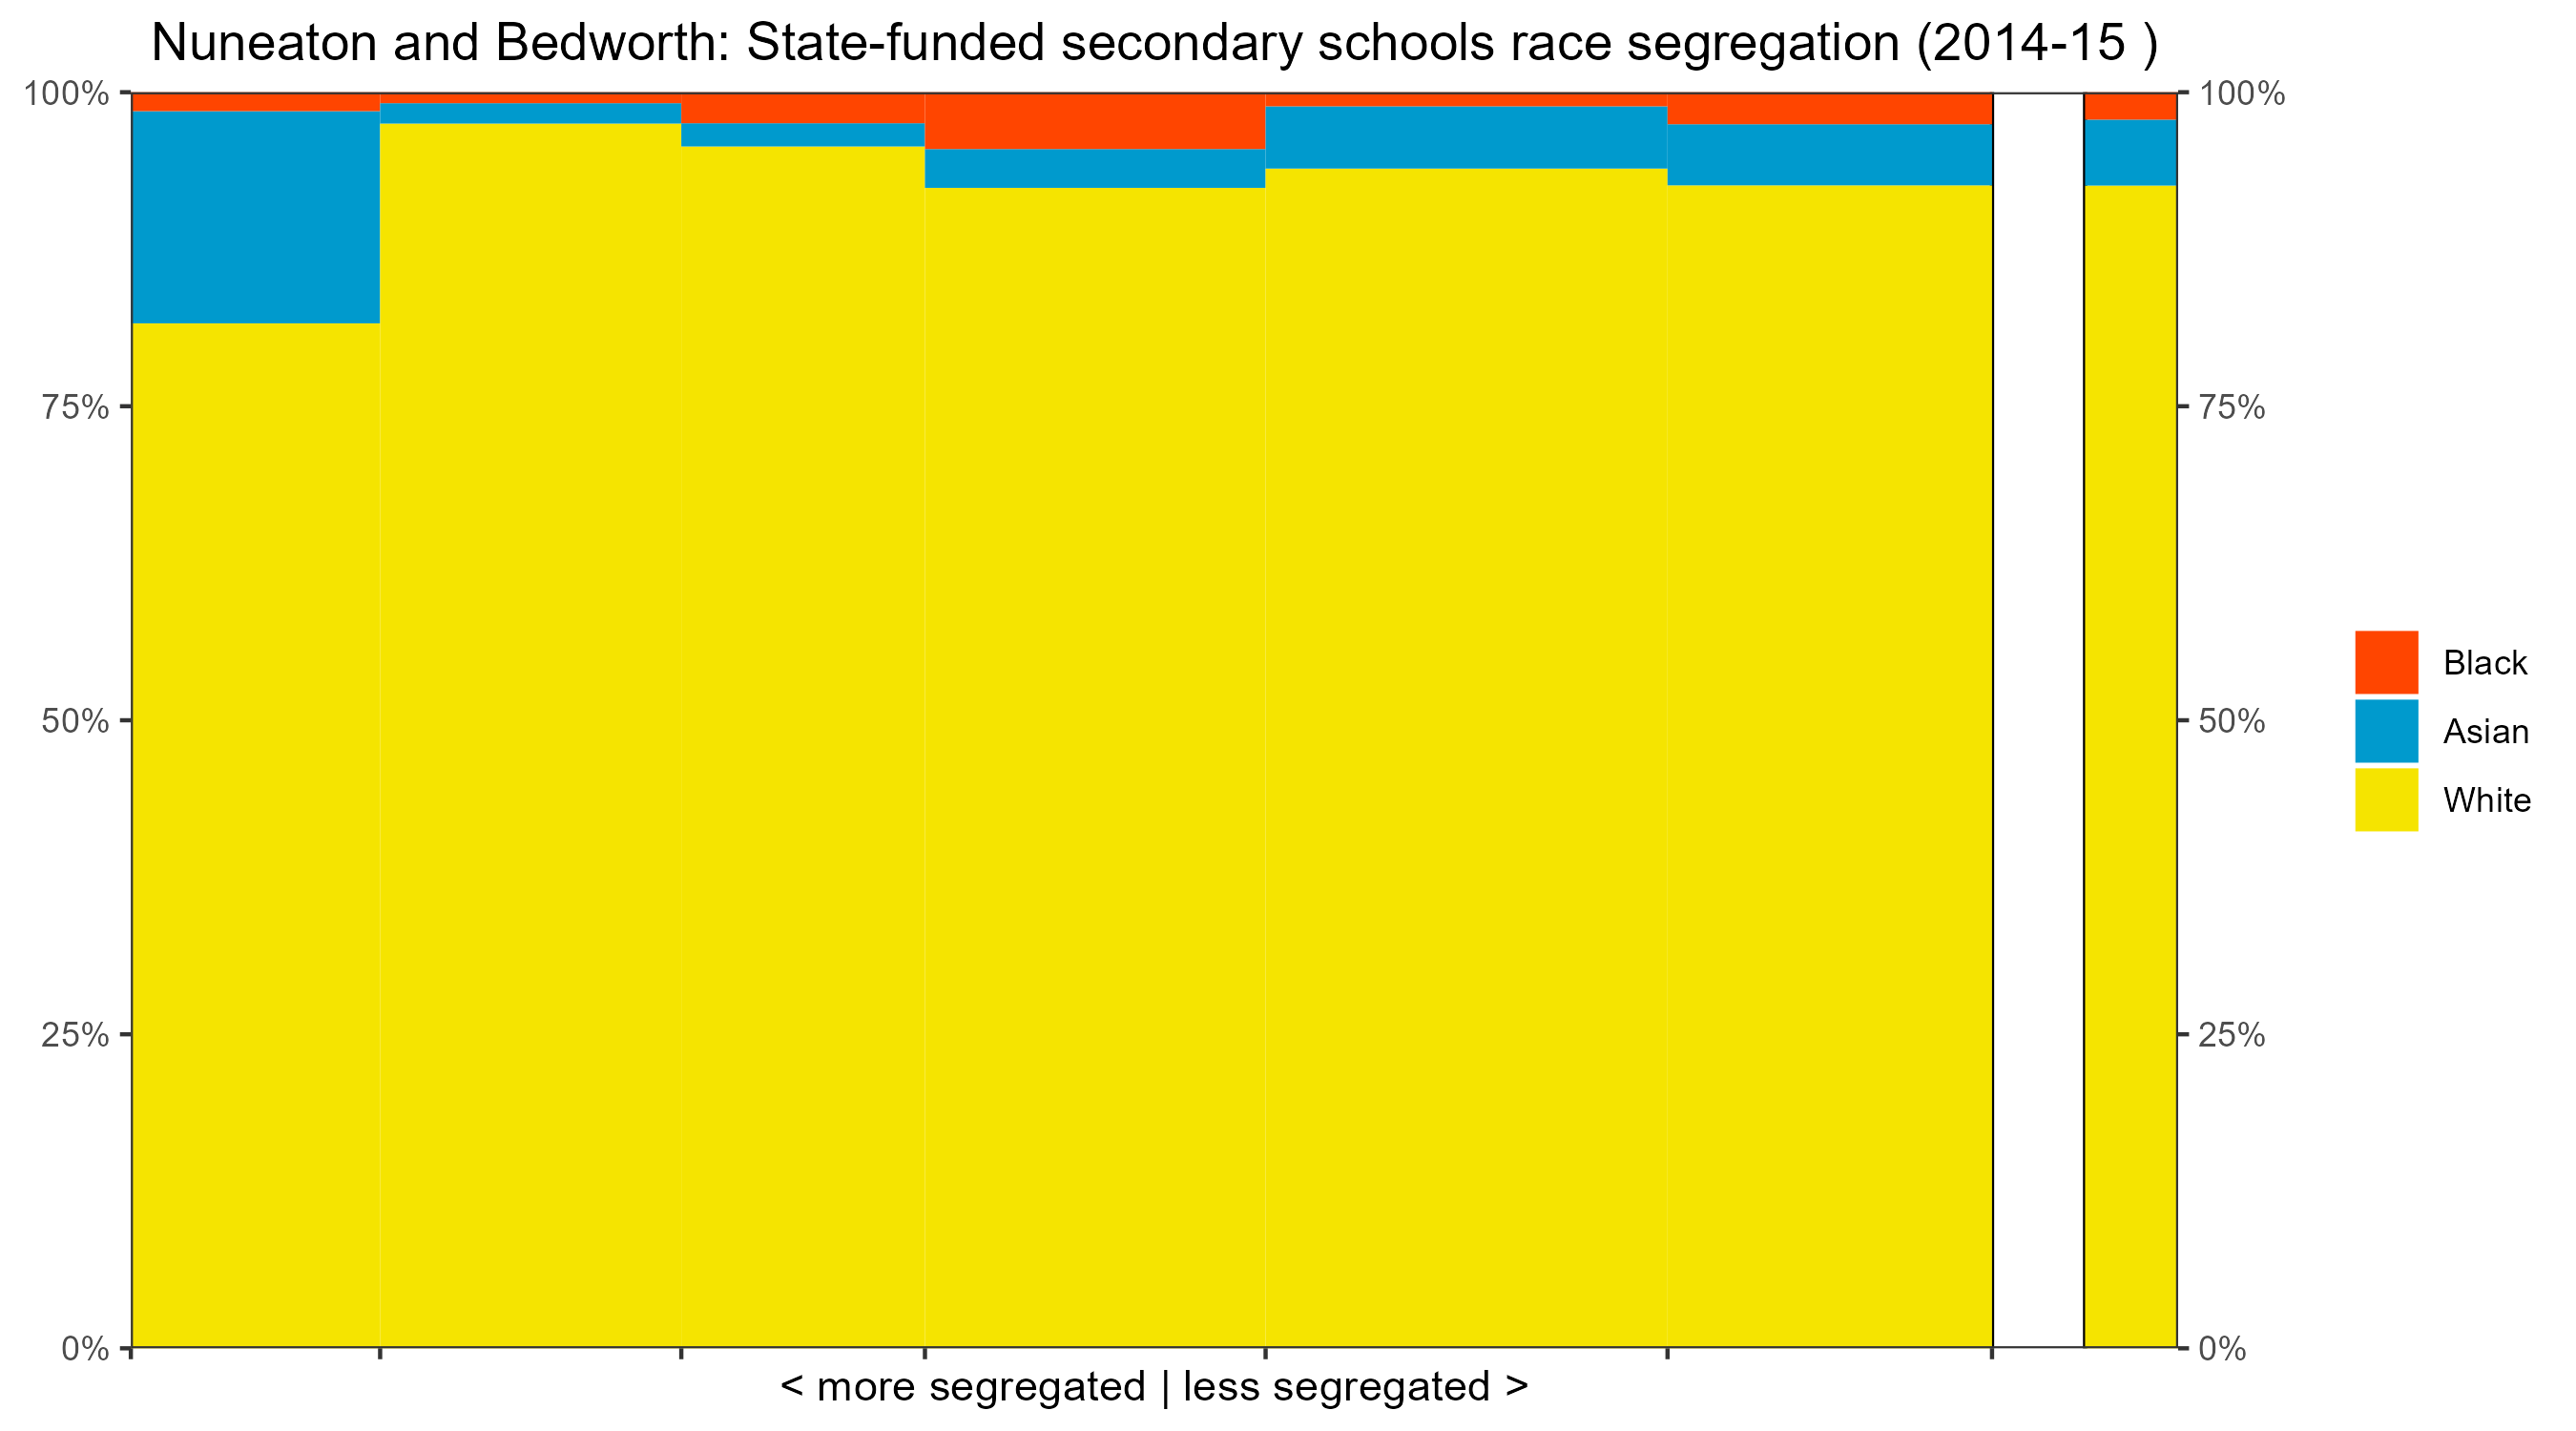 Nuneaton and Bedworth: State-funded secondary schools race segregation (2014-15 )
100%
75%
50%
25%
0%
100%
75%
50%
25%
0%
Black
Asian
White
< more segregated | less segregated >